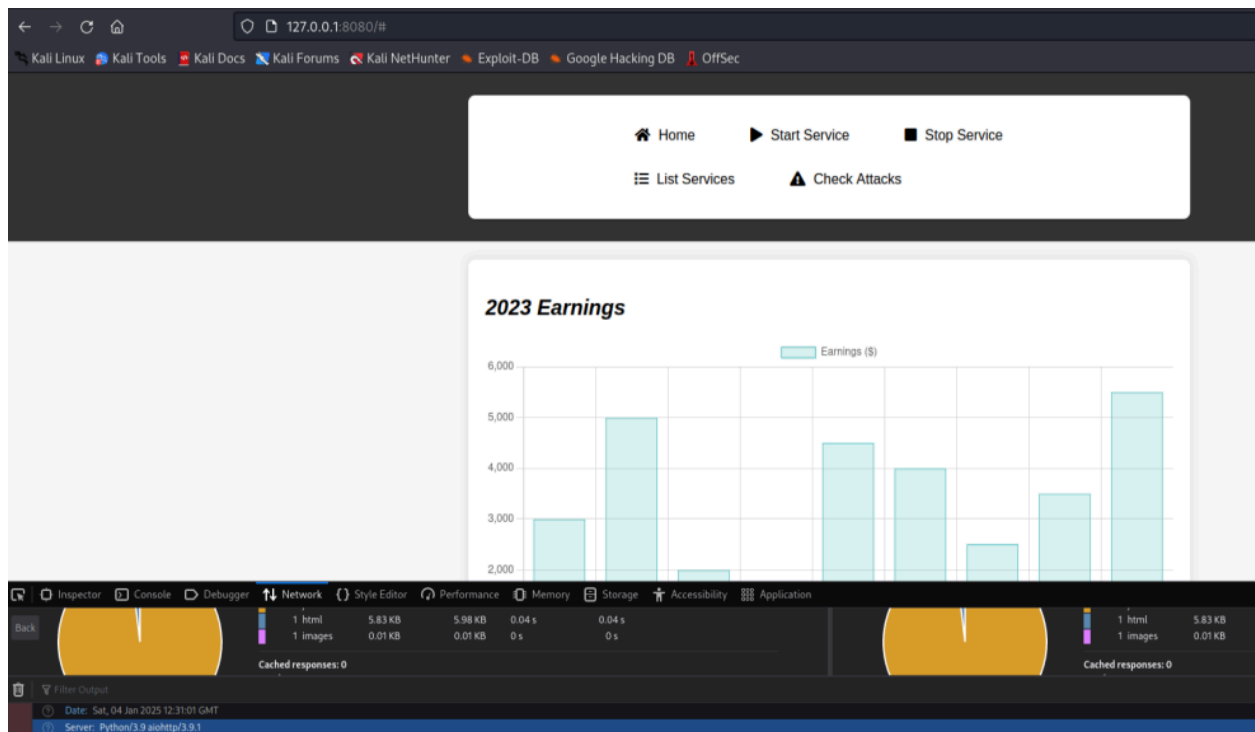 127.0.0.1:8080/#
Kali Linux Kali Tools Kali Docs Kali Forums Kali NetHunter Exploit-DB Google Hacking DB OffSec
Home Start Service Stop Service
List Services Check Attacks
2023 Earnings
Earnings ($)
6,000
5,000
4,000
3,000
2,000
Inspector Console Debugger Network Style Editor Performance Memory Storage Accessibility Application
Back
1 html 5.83 KB 5.98 KB 0.04 s 0.04 s 1 html 5.83 KB
1 images 0.01 KB 0.01 KB 0 s 0 s 1 images 0.01 KB
Cached responses: 0 Cached responses: 0
Filter Output
Date: Sat, 04 Jan 2025 12:31:01 GMT
Server: Python/3.9 aiohttp/3.9.1